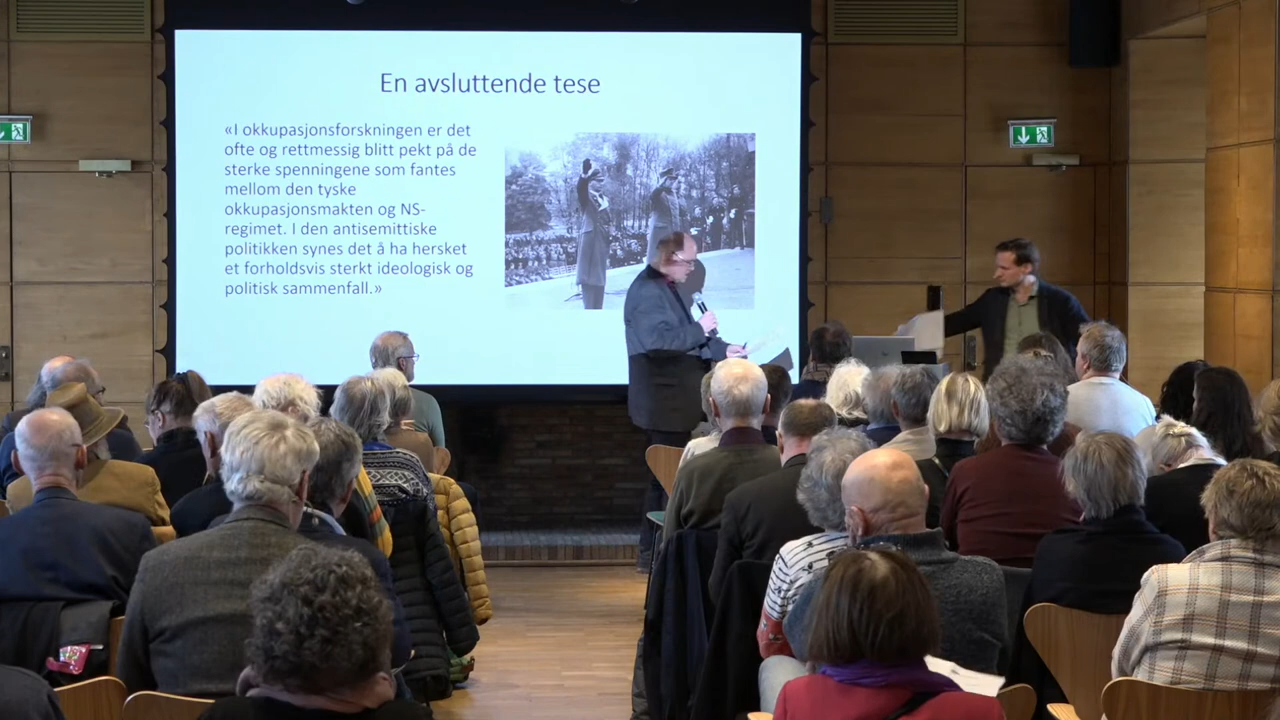 En avsluttende tese
«I okkupasjonsforskningen er det
ofte og rettmessig blitt pekt på de
sterke spenningene som fantes
mellom den tyske
okkupasjonsmakten og NS-
regimet. I den antisemittiske
politikken synes det å ha hersket
et forholdsvis sterkt ideologisk og
politisk sammenfall.»